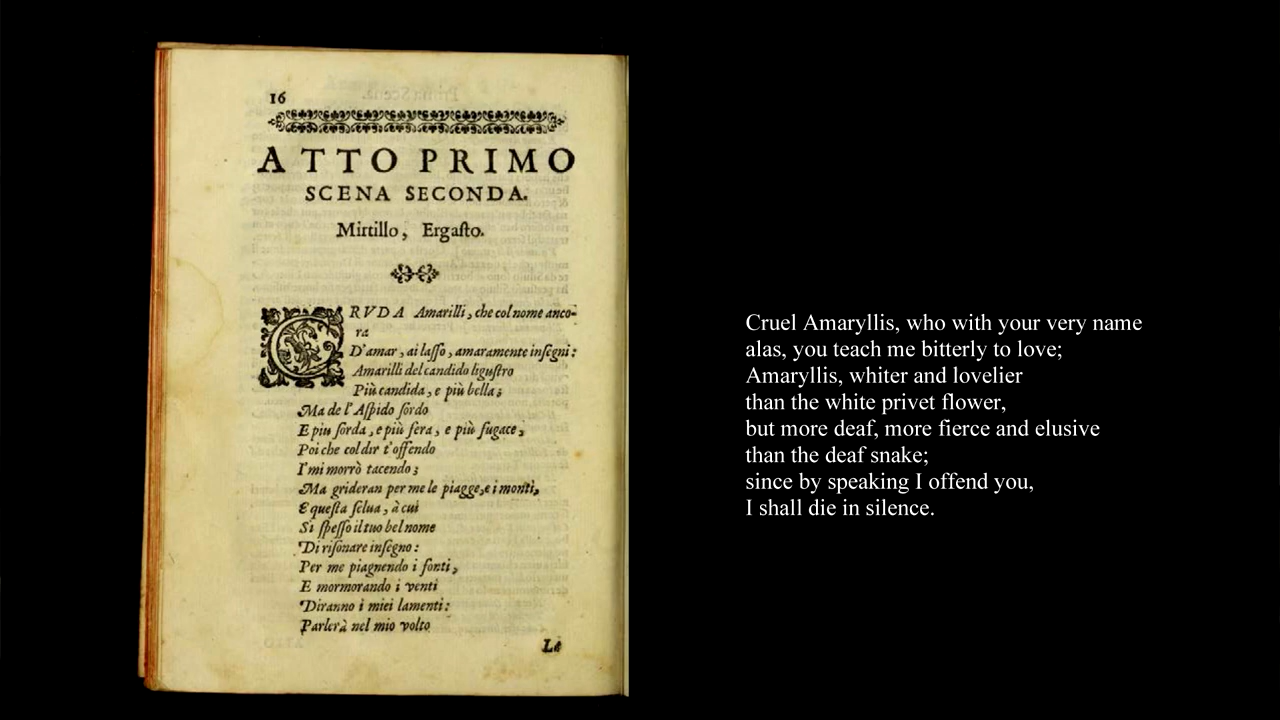 16
ATTO PRIMO
SCENA SECONDA.
Mirtillo, Ergaſto.
CRVDA Amarilli, che col nome anco-
ra
D'amar, ai laſſo, amaramente inſegni:
Amarilli del candido liguſtro
Più candida, e più bella;
Ma de l'Aſpido ſordo
E piu ſorda, e più fera, e più fugace,
Poi che col dir t'offendo
I' mi morrò tacendo;
Ma grideran per me le piagge, e i monti,
E queſta ſelua, à cui
Sì ſpeſſo il tuo bel nome
Di riſonare inſegno:
Per me piagnendo i fonti,
E mormorando i venti
Diranno i miei lamenti:
Parlerà nel mio volto
La
Cruel Amaryllis, who with your very name
alas, you teach me bitterly to love;
Amaryllis, whiter and lovelier
than the white privet flower,
but more deaf, more fierce and elusive
than the deaf snake;
since by speaking I offend you,
I shall die in silence.